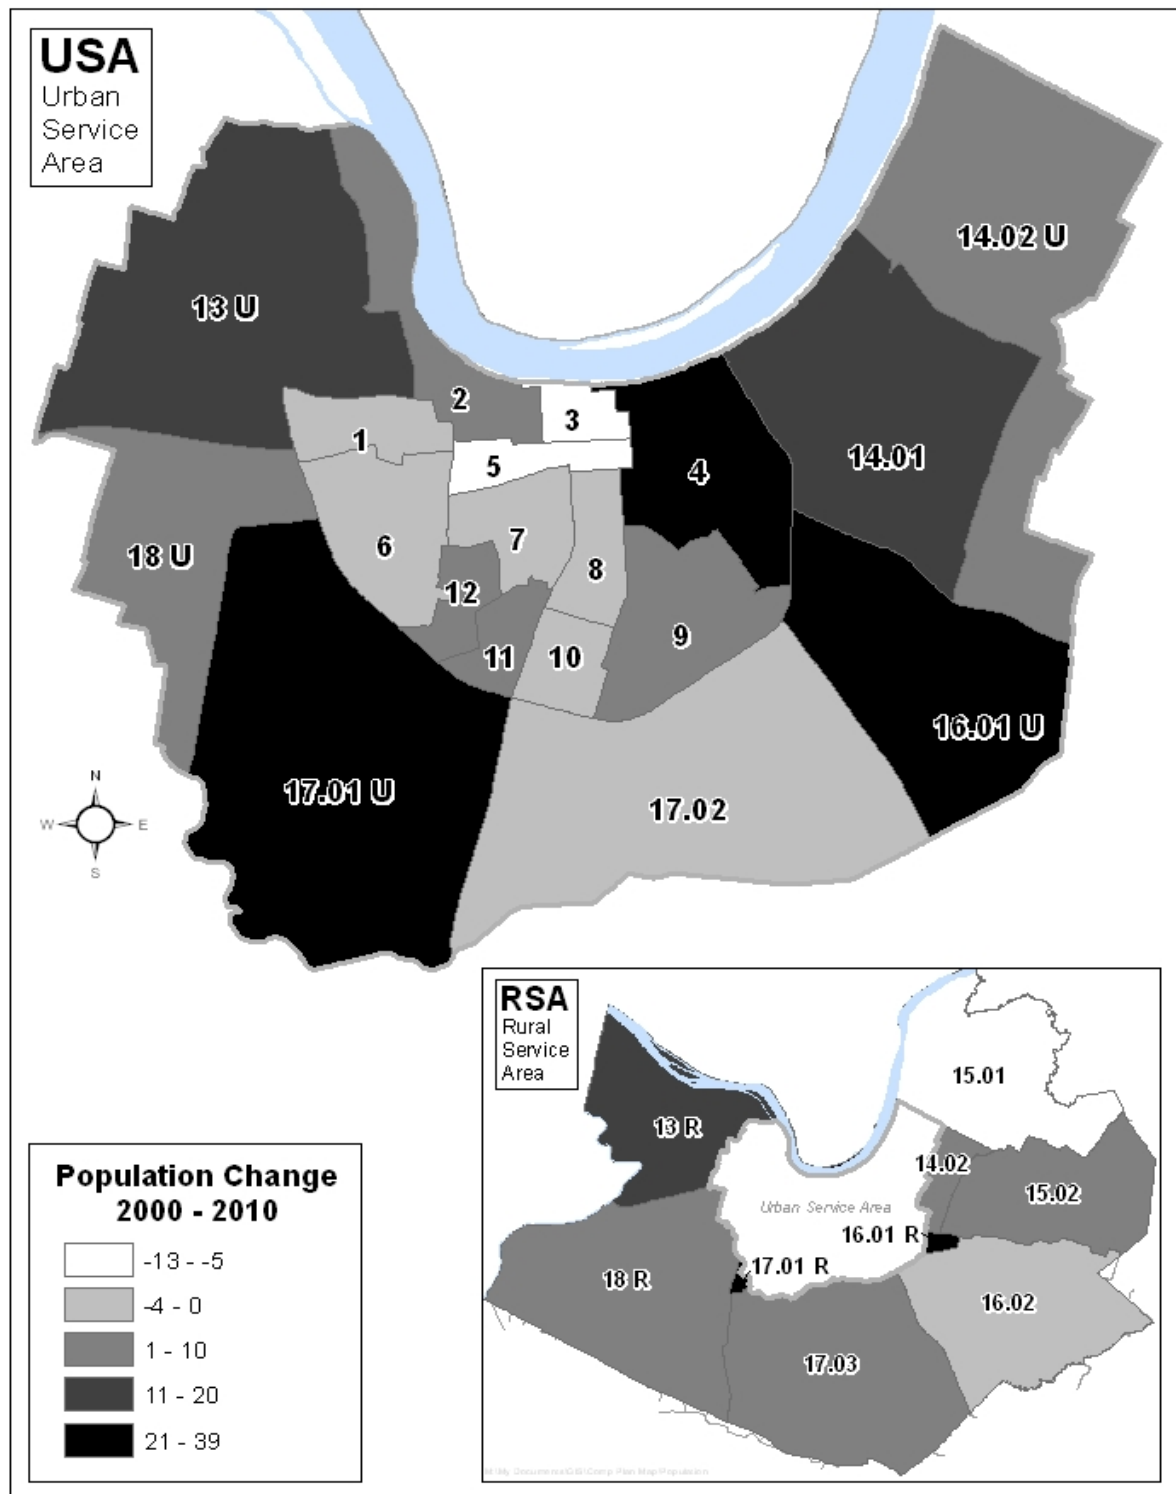 USA
Urban
Service
Area
14.02 U
13 U
2
3
1
5
4
14.01
18 U
6
7
8
12
9
11
10
16.01 U
17.01 U
17.02
N
W
E
S
RSA
Rural
Service
Area
15.01
13 R
14.02
15.02
Urban Service Area
16.01 R
17.01 R
18 R
16.02
17.03
Population Change
2000 - 2010
-13 - -5
-4 - 0
1 - 10
11 - 20
21 - 39